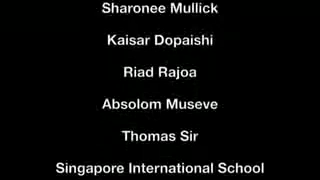 Sharonee Mullick
Kaisar Dopaishi
Riad Rajoa
Absolom Museve
Thomas Sir
Singapore International School